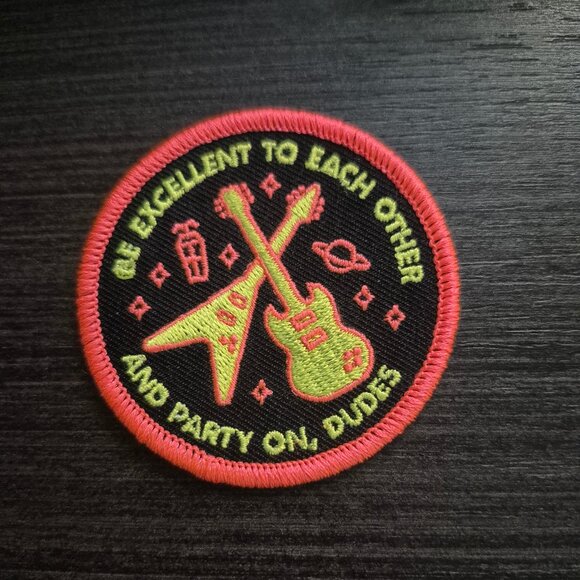 BE EXCELLENT TO EACH OTHER
AND PARTY ON, DUDES